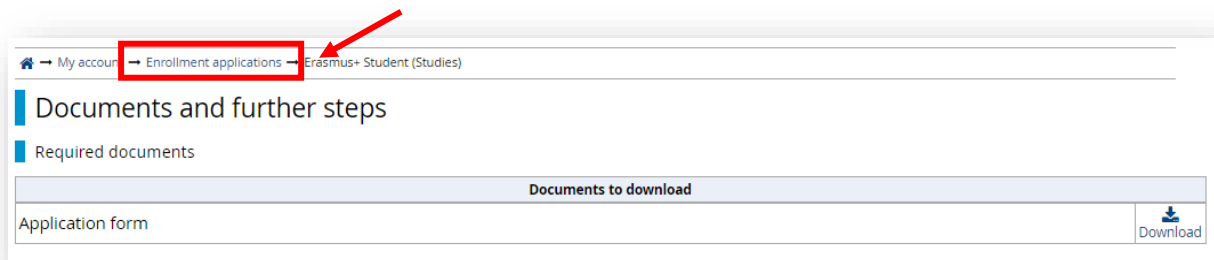 → My accoun → Enrollment applications → Erasmus+ Student (Studies)
Documents and further steps
Required documents
Documents to download
Application form
Download